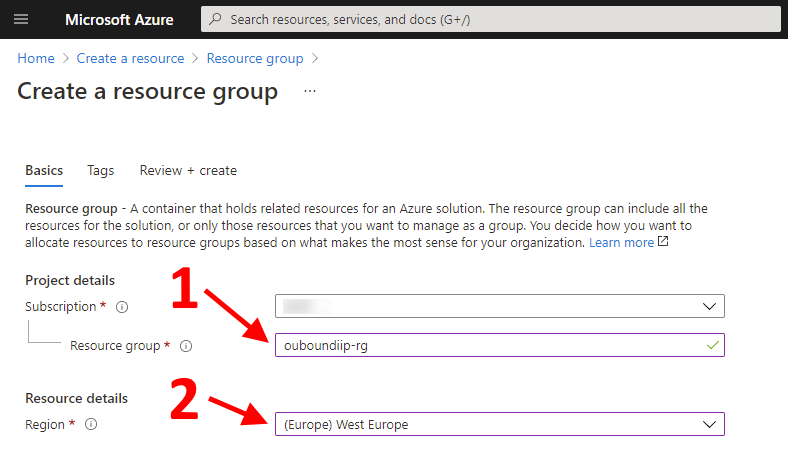 Microsoft Azure
Search resources, services, and docs (G+/)
Home > Create a resource > Resource group >
Create a resource group ...
Basics Tags Review + create
Resource group - A container that holds related resources for an Azure solution. The resource group can include all the
resources for the solution, or only those resources that you want to manage as a group. You decide how you want to
allocate resources to resource groups based on what makes the most sense for your organization. Learn more
Project details
1
Subscription *
Resource group * ouboundiip-rg
Resource details
2
Region * (Europe) West Europe